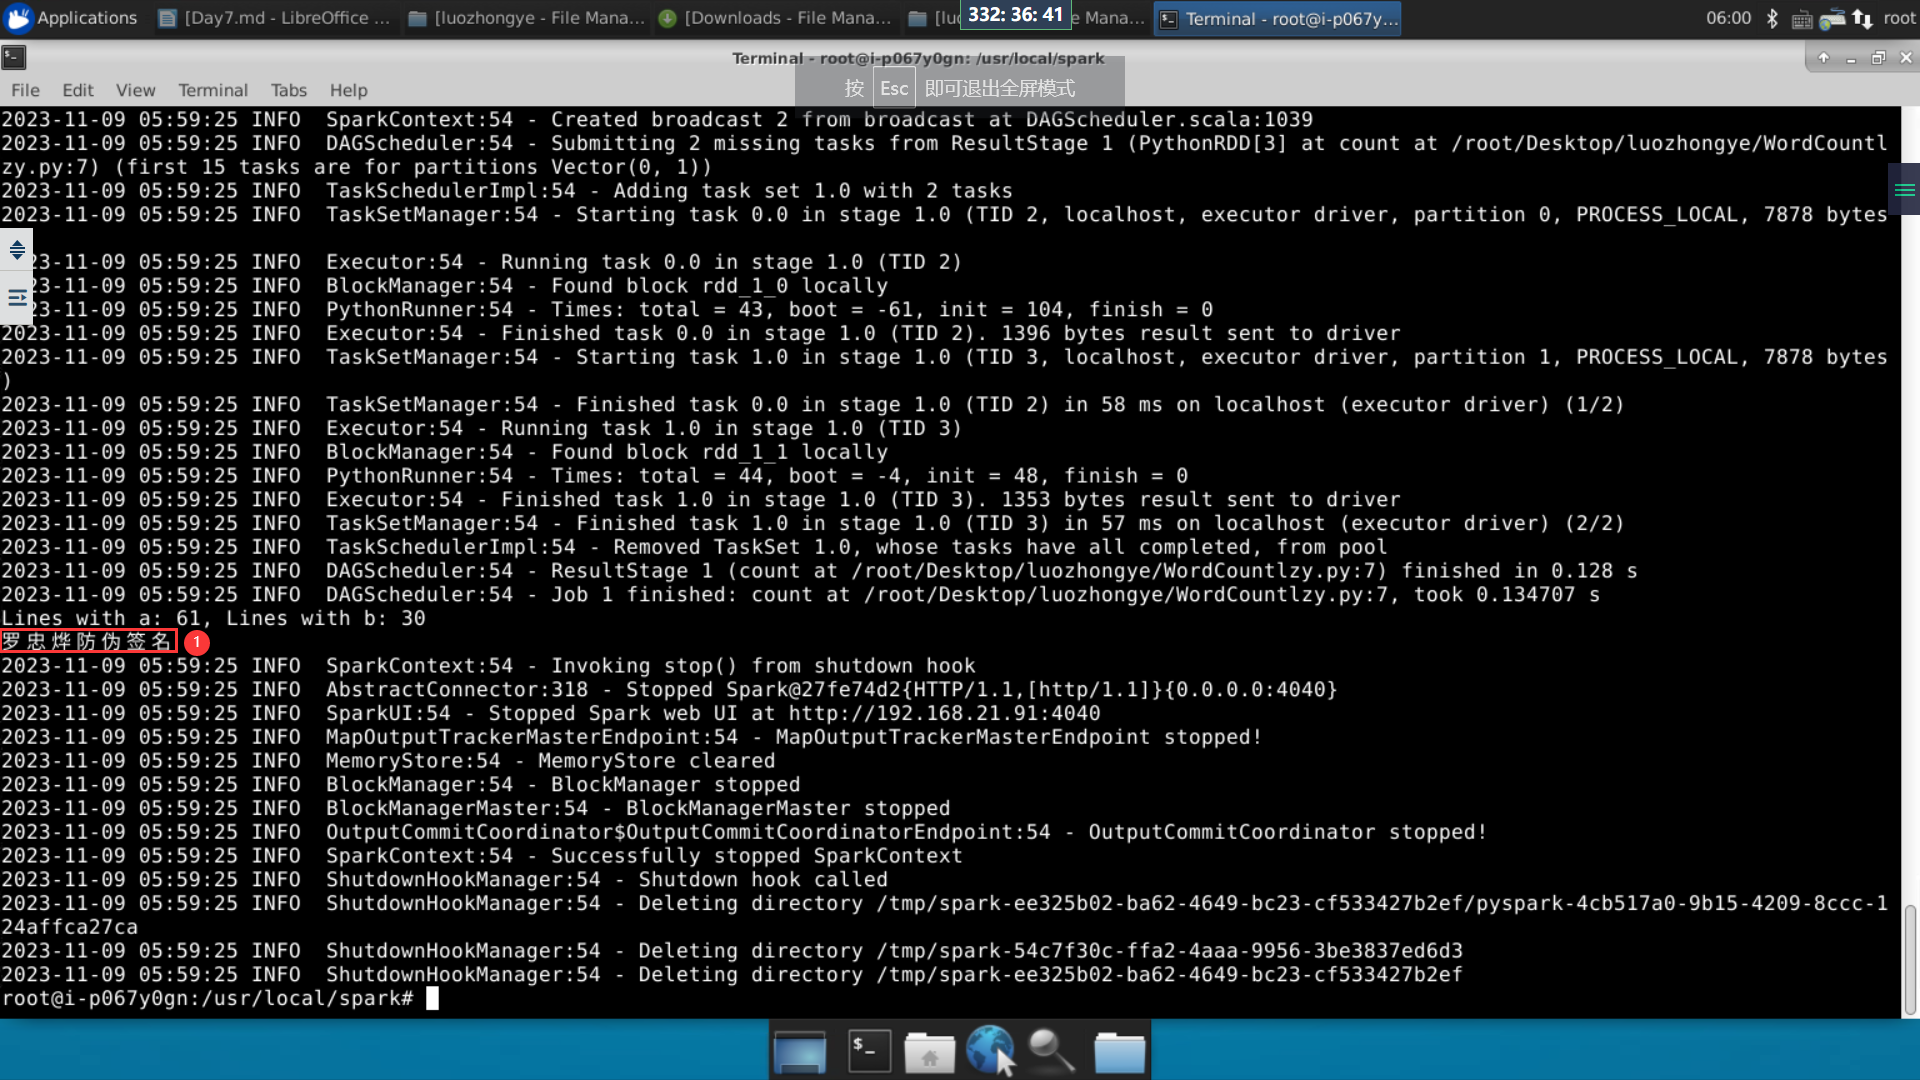 Applications
[Day7.md - LibreOffice ...
[luozhongye - File Mana...
[Downloads - File Mana...
332: 36: 41
e Mana...
Terminal - root@i-p067y...
06:00
root
Terminal - root@i-p067y0gn: /usr/local/spark
按 Esc 即可退出全屏模式
File Edit View Terminal Tabs Help
2023-11-09 05:59:25 INFO  SparkContext:54 - Created broadcast 2 from broadcast at DAGScheduler.scala:1039
2023-11-09 05:59:25 INFO  DAGScheduler:54 - Submitting 2 missing tasks from ResultStage 1 (PythonRDD[3] at count at /root/Desktop/luozhongye/WordCountl
zy.py:7) (first 15 tasks are for partitions Vector(0, 1))
2023-11-09 05:59:25 INFO  TaskSchedulerImpl:54 - Adding task set 1.0 with 2 tasks
2023-11-09 05:59:25 INFO  TaskSetManager:54 - Starting task 0.0 in stage 1.0 (TID 2, localhost, executor driver, partition 0, PROCESS_LOCAL, 7878 bytes
23-11-09 05:59:25 INFO  Executor:54 - Running task 0.0 in stage 1.0 (TID 2)
23-11-09 05:59:25 INFO  BlockManager:54 - Found block rdd_1_0 locally
23-11-09 05:59:25 INFO  PythonRunner:54 - Times: total = 43, boot = -61, init = 104, finish = 0
2023-11-09 05:59:25 INFO  Executor:54 - Finished task 0.0 in stage 1.0 (TID 2). 1396 bytes result sent to driver
2023-11-09 05:59:25 INFO  TaskSetManager:54 - Starting task 1.0 in stage 1.0 (TID 3, localhost, executor driver, partition 1, PROCESS_LOCAL, 7878 bytes
)
2023-11-09 05:59:25 INFO  TaskSetManager:54 - Finished task 0.0 in stage 1.0 (TID 2) in 58 ms on localhost (executor driver) (1/2)
2023-11-09 05:59:25 INFO  Executor:54 - Running task 1.0 in stage 1.0 (TID 3)
2023-11-09 05:59:25 INFO  BlockManager:54 - Found block rdd_1_1 locally
2023-11-09 05:59:25 INFO  PythonRunner:54 - Times: total = 44, boot = -4, init = 48, finish = 0
2023-11-09 05:59:25 INFO  Executor:54 - Finished task 1.0 in stage 1.0 (TID 3). 1353 bytes result sent to driver
2023-11-09 05:59:25 INFO  TaskSetManager:54 - Finished task 1.0 in stage 1.0 (TID 3) in 57 ms on localhost (executor driver) (2/2)
2023-11-09 05:59:25 INFO  TaskSchedulerImpl:54 - Removed TaskSet 1.0, whose tasks have all completed, from pool
2023-11-09 05:59:25 INFO  DAGScheduler:54 - ResultStage 1 (count at /root/Desktop/luozhongye/WordCountlzy.py:7) finished in 0.128 s
2023-11-09 05:59:25 INFO  DAGScheduler:54 - Job 1 finished: count at /root/Desktop/luozhongye/WordCountlzy.py:7, took 0.134707 s
Lines with a: 61, Lines with b: 30
罗忠烨防伪签名 1
2023-11-09 05:59:25 INFO  SparkContext:54 - Invoking stop() from shutdown hook
2023-11-09 05:59:25 INFO  AbstractConnector:318 - Stopped Spark@27fe74d2{HTTP/1.1,[http/1.1]}{0.0.0.0:4040}
2023-11-09 05:59:25 INFO  SparkUI:54 - Stopped Spark web UI at http://192.168.21.91:4040
2023-11-09 05:59:25 INFO  MapOutputTrackerMasterEndpoint:54 - MapOutputTrackerMasterEndpoint stopped!
2023-11-09 05:59:25 INFO  MemoryStore:54 - MemoryStore cleared
2023-11-09 05:59:25 INFO  BlockManager:54 - BlockManager stopped
2023-11-09 05:59:25 INFO  BlockManagerMaster:54 - BlockManagerMaster stopped
2023-11-09 05:59:25 INFO  OutputCommitCoordinator$OutputCommitCoordinatorEndpoint:54 - OutputCommitCoordinator stopped!
2023-11-09 05:59:25 INFO  SparkContext:54 - Successfully stopped SparkContext
2023-11-09 05:59:25 INFO  ShutdownHookManager:54 - Shutdown hook called
2023-11-09 05:59:25 INFO  ShutdownHookManager:54 - Deleting directory /tmp/spark-ee325b02-ba62-4649-bc23-cf533427b2ef/pyspark-4cb517a0-9b15-4209-8ccc-1
24affca27ca
2023-11-09 05:59:25 INFO  ShutdownHookManager:54 - Deleting directory /tmp/spark-54c7f30c-ffa2-4aaa-9956-3be3837ed6d3
2023-11-09 05:59:25 INFO  ShutdownHookManager:54 - Deleting directory /tmp/spark-ee325b02-ba62-4649-bc23-cf533427b2ef
root@i-p067y0gn:/usr/local/spark#